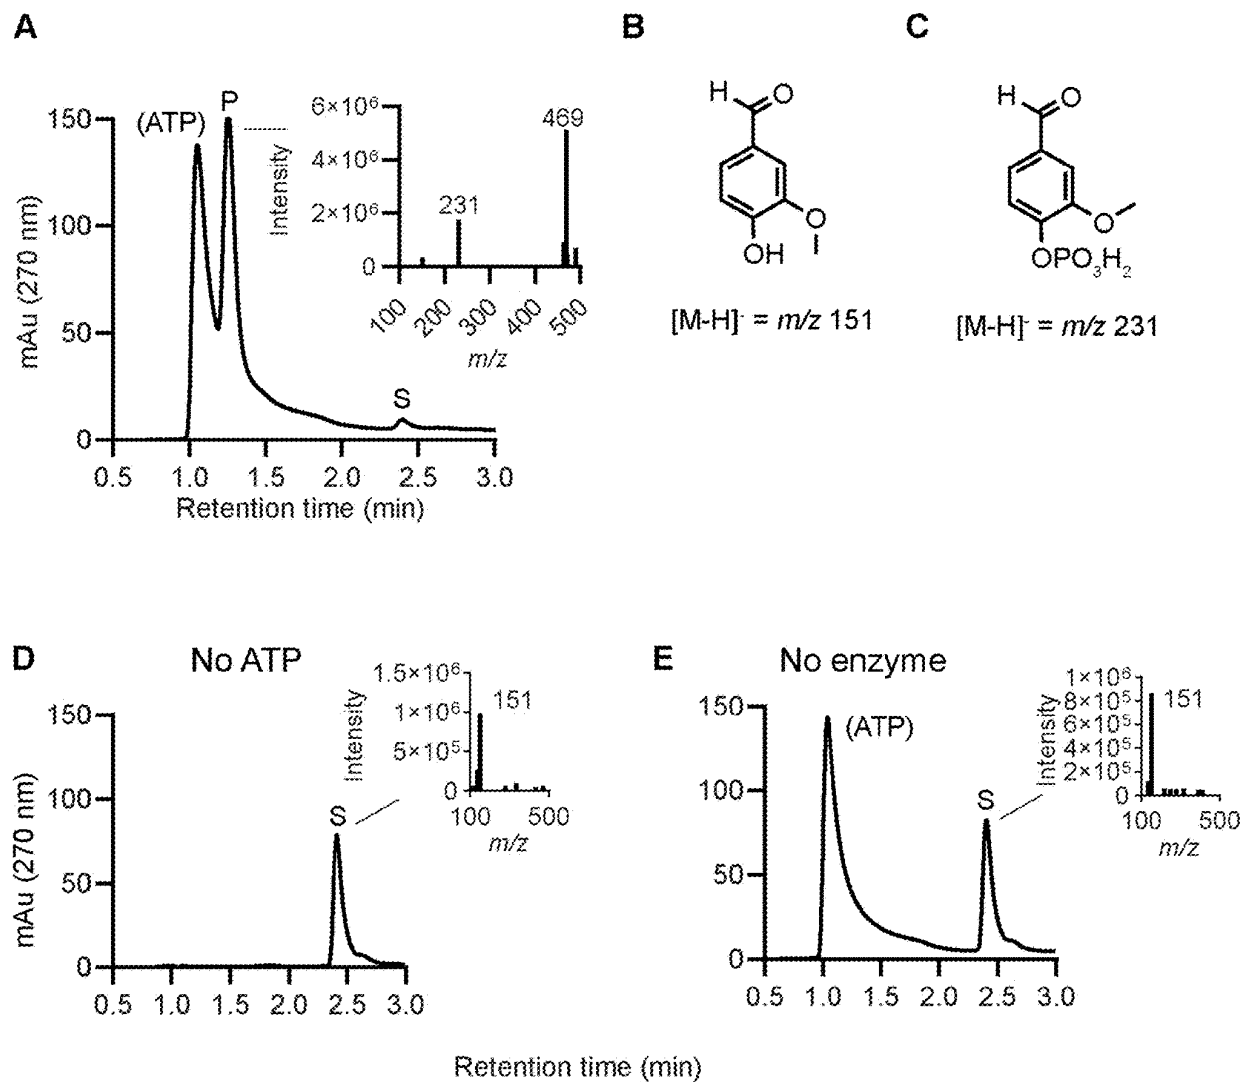 A
B
C
mAu (270 nm)
150
100
50
0
(ATP)
P
S
0.5 1.0 1.5 2.0 2.5 3.0
Retention time (min)
Intensity
6×10⁶
4×10⁶
2×10⁶
0
469
231
100 200 300 400 500
m/z
H O
O
OH
[M-H]⁻ = m/z 151
H O
O
OPO₃H₂
[M-H]⁻ = m/z 231
D
No ATP
mAu (270 nm)
150
100
50
0
S
0.5 1.0 1.5 2.0 2.5 3.0
Intensity
1.5×10⁶
1×10⁶
5×10⁵
0
151
100 500
m/z
E
No enzyme
150
100
50
0
(ATP)
S
0.5 1.0 1.5 2.0 2.5 3.0
Intensity
1×10⁶
8×10⁵
6×10⁵
4×10⁵
2×10⁵
0
151
100 500
m/z
Retention time (min)